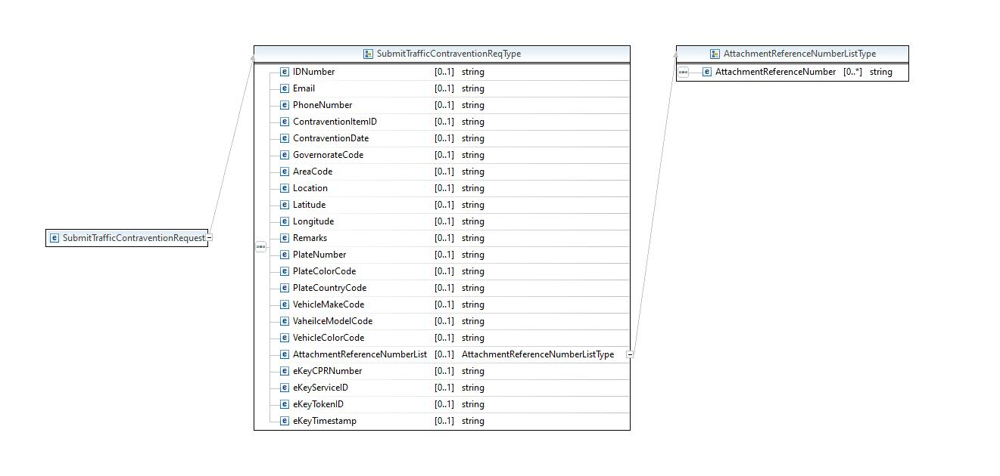 SubmitTrafficContraventionReqType
AttachmentReferenceNumberListType
IDNumber [0..1] string
AttachmentReferenceNumber [0..*] string
Email [0..1] string
PhoneNumber [0..1] string
ContraventionItemID [0..1] string
ContraventionDate [0..1] string
GovernorateCode [0..1] string
AreaCode [0..1] string
Location [0..1] string
Latitude [0..1] string
Longitude [0..1] string
SubmitTrafficContraventionRequest
Remarks [0..1] string
PlateNumber [0..1] string
PlateColorCode [0..1] string
PlateCountryCode [0..1] string
VehicleMakeCode [0..1] string
VaheilceModelCode [0..1] string
VehicleColorCode [0..1] string
AttachmentReferenceNumberList [0..1] AttachmentReferenceNumberListType
eKeyCPRNumber [0..1] string
eKeyServiceID [0..1] string
eKeyTokenID [0..1] string
eKeyTimestamp [0..1] string